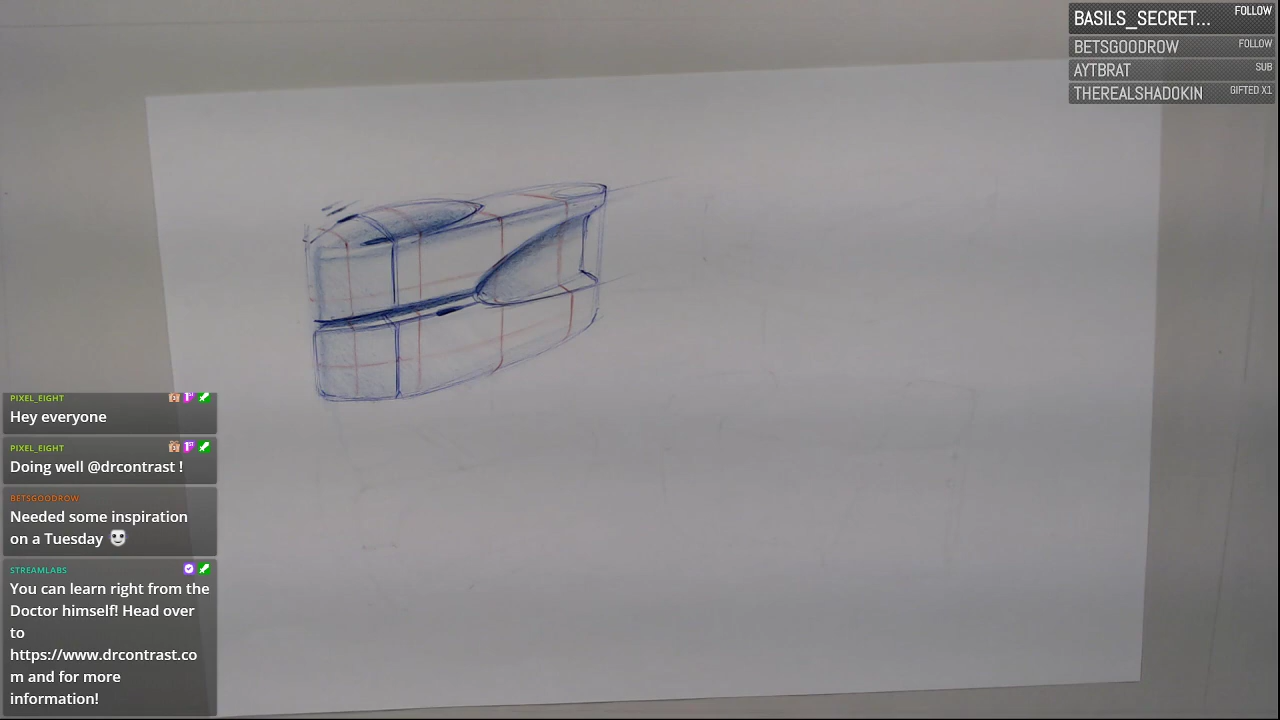 BASILS_SECRET... FOLLOW
BETSGOODROW FOLLOW
AYTBRAT SUB
THEREALSHADOKIN GIFTED X1
PIXEL_EIGHT
Hey everyone
PIXEL_EIGHT
Doing well @drcontrast !
BETSGOODROW
Needed some inspiration
on a Tuesday
STREAMLABS
You can learn right from the
Doctor himself! Head over
to
https://www.drcontrast.co
m and for more
information!